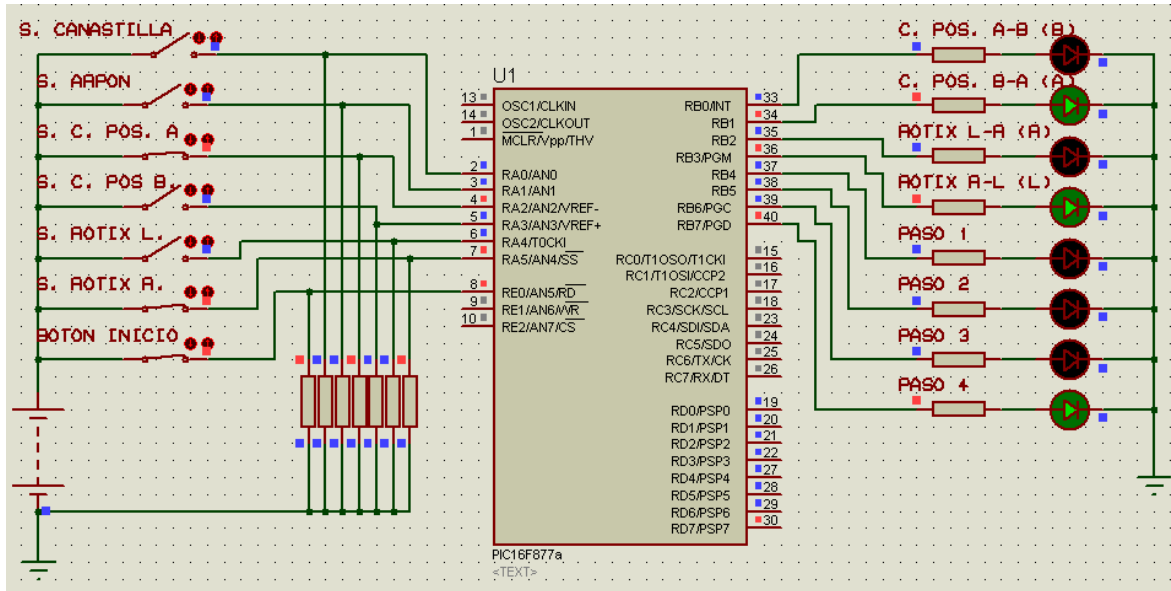 S. CANASTILLA
S. ARPON
S. C. POS. A
S. C. POS B.
S. ROTIX L.
S. ROTIX R.
BOTON INICIO
U1
13
OSC1/CLKIN
14
OSC2/CLKOUT
1
MCLR/Vpp/THV
2
RA0/AN0
3
RA1/AN1
4
RA2/AN2/VREF-
5
RA3/AN3/VREF+
6
RA4/T0CKI
7
RA5/AN4/SS
8
RE0/AN5/RD
9
RE1/AN6/WR
10
RE2/AN7/CS
RB0/INT
33
RB1
34
RB2
35
RB3/PGM
36
RB4
37
RB5
38
RB6/PGC
39
RB7/PGD
40
RC0/T1OSO/T1CKI
15
RC1/T1OSI/CCP2
16
RC2/CCP1
17
RC3/SCK/SCL
18
RC4/SDI/SDA
23
RC5/SDO
24
RC6/TX/CK
25
RC7/RX/DT
26
RD0/PSP0
19
RD1/PSP1
20
RD2/PSP2
21
RD3/PSP3
22
RD4/PSP4
27
RD5/PSP5
28
RD6/PSP6
29
RD7/PSP7
30
PIC16F877a
<TEXT>
C. POS. A-B (B)
C. POS. B-A (A)
ROTIX L-R (R)
ROTIX R-L (L)
PASO 1
PASO 2
PASO 3
PASO 4